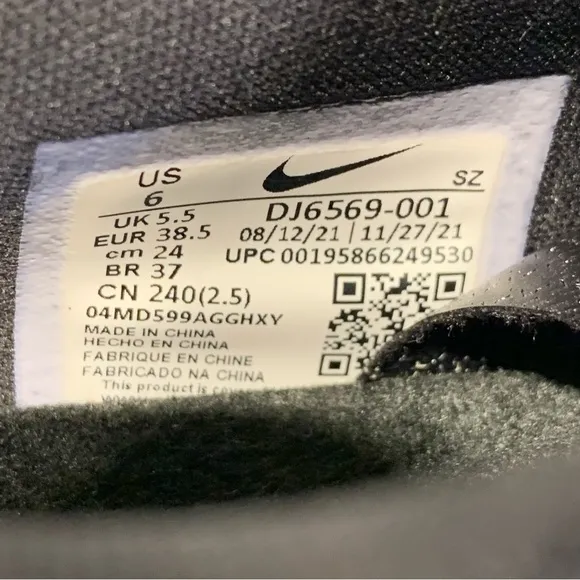 US
6
SZ
UK 5.5
EUR 38.5
cm 24
BR 37
CN 240(2.5)
DJ6569-001
08/12/21 | 11/27/21
UPC 00195866249530
04MD599AGGHXY
MADE IN CHINA
HECHO EN CHINA
FABRIQUE EN CHINE
FABRICADO NA CHINA
This product is